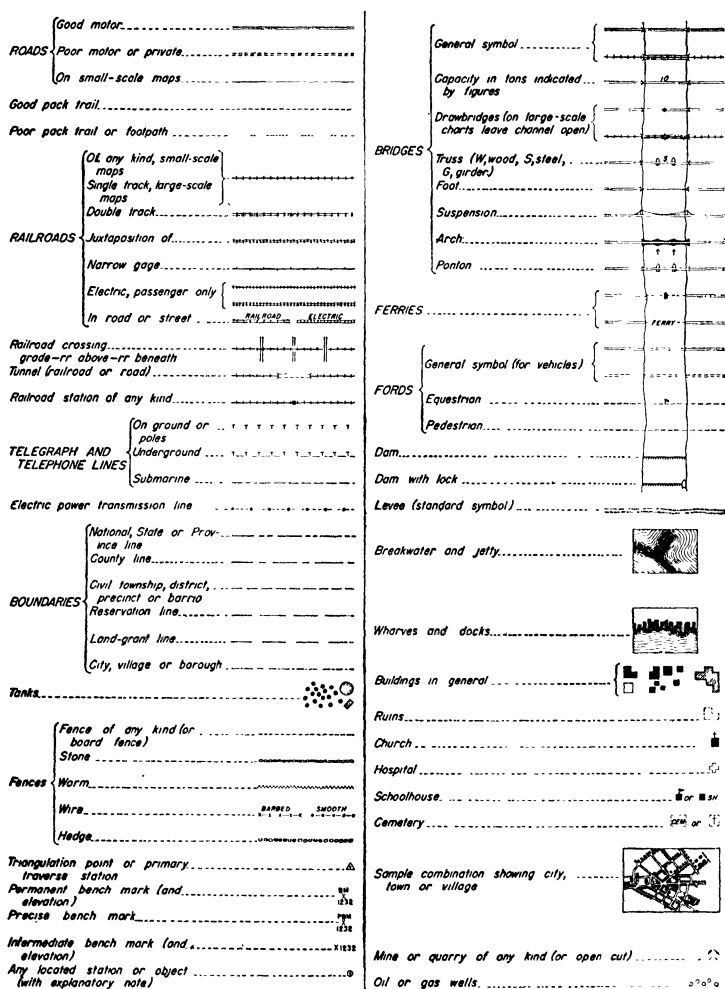 Good motor
ROADS
Poor motor or private
On small-scale maps
Good pack trail
Poor pack trail or footpath
Of any kind, small-scale
maps
Single track, large-scale
maps
Double track
RAILROADS
Juxtaposition of
Narrow gage
Electric, passenger only
In road or street
RAILROAD ELECTRIC
Railroad crossing
grade-rr above-rr beneath
Tunnel (railroad or road)
Railroad station of any kind
On ground or
poles
TELEGRAPH AND
TELEPHONE LINES
Underground
Submarine
Electric power transmission line
National, State or Prov-
ince line
County line
Civil township, district,
precinct or barrio
BOUNDARIES
Reservation line
Land-grant line
City, village or borough
Tanks
Fence of any kind (or
board fence)
Stone
Fences
Worm
Wire
BARBED SMOOTH
Hedge
Triangulation point or primary
traverse station
Permanent bench mark (and
elevation)
BM
X
1232
Precise bench mark
PBM
X
1232
Intermediate bench mark (and
elevation)
X1232
Any located station or object
(with explanatory note)
General symbol
Capacity in tons indicated
by figures
10
Drawbridges (on large-scale
charts leave channel open)
BRIDGES
Truss (W, wood, S, steel,
G, girder)
S
Foot
Suspension
Arch
Ponton
FERRIES
FERRY
General symbol (for vehicles)
FORDS
Equestrian
Pedestrian
Dam
Dam with lock
Levee (standard symbol)
Breakwater and jetty
Wharves and docks
Buildings in general
Ruins
Church
Hospital
Schoolhouse
or SH
Cemetery
CEM or
Sample combination showing city,
town or village
Mine or quarry of any kind (or open cut)
Oil or gas wells